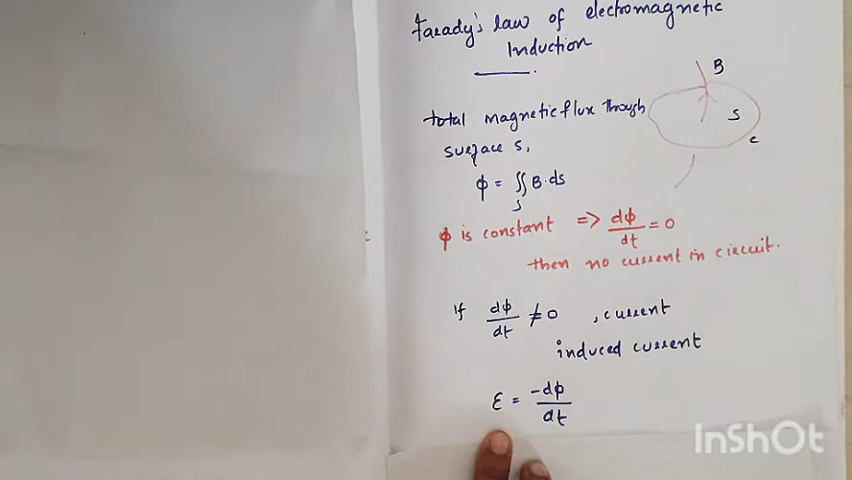 Farady's law of electromagnetic
Induction
B
S
c
total magnetic flux through
surface s,
ϕ = ∬ B.ds
S
ϕ is constant => dϕ/dt = 0
then no current in circuit.
If dϕ/dt ≠ 0 , current
induced current
ε = -dϕ/dt
InShOt